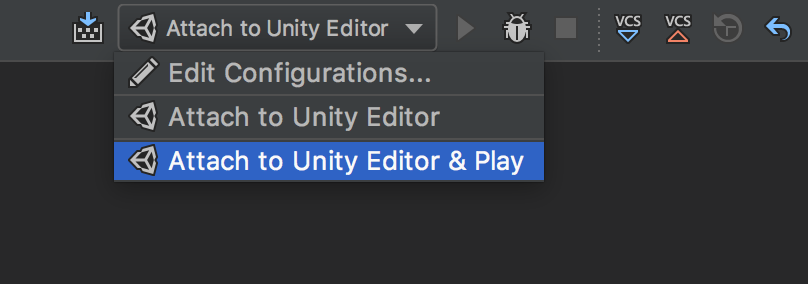 Attach to Unity Editor
VCS
VCS
Edit Configurations...
Attach to Unity Editor
Attach to Unity Editor & Play